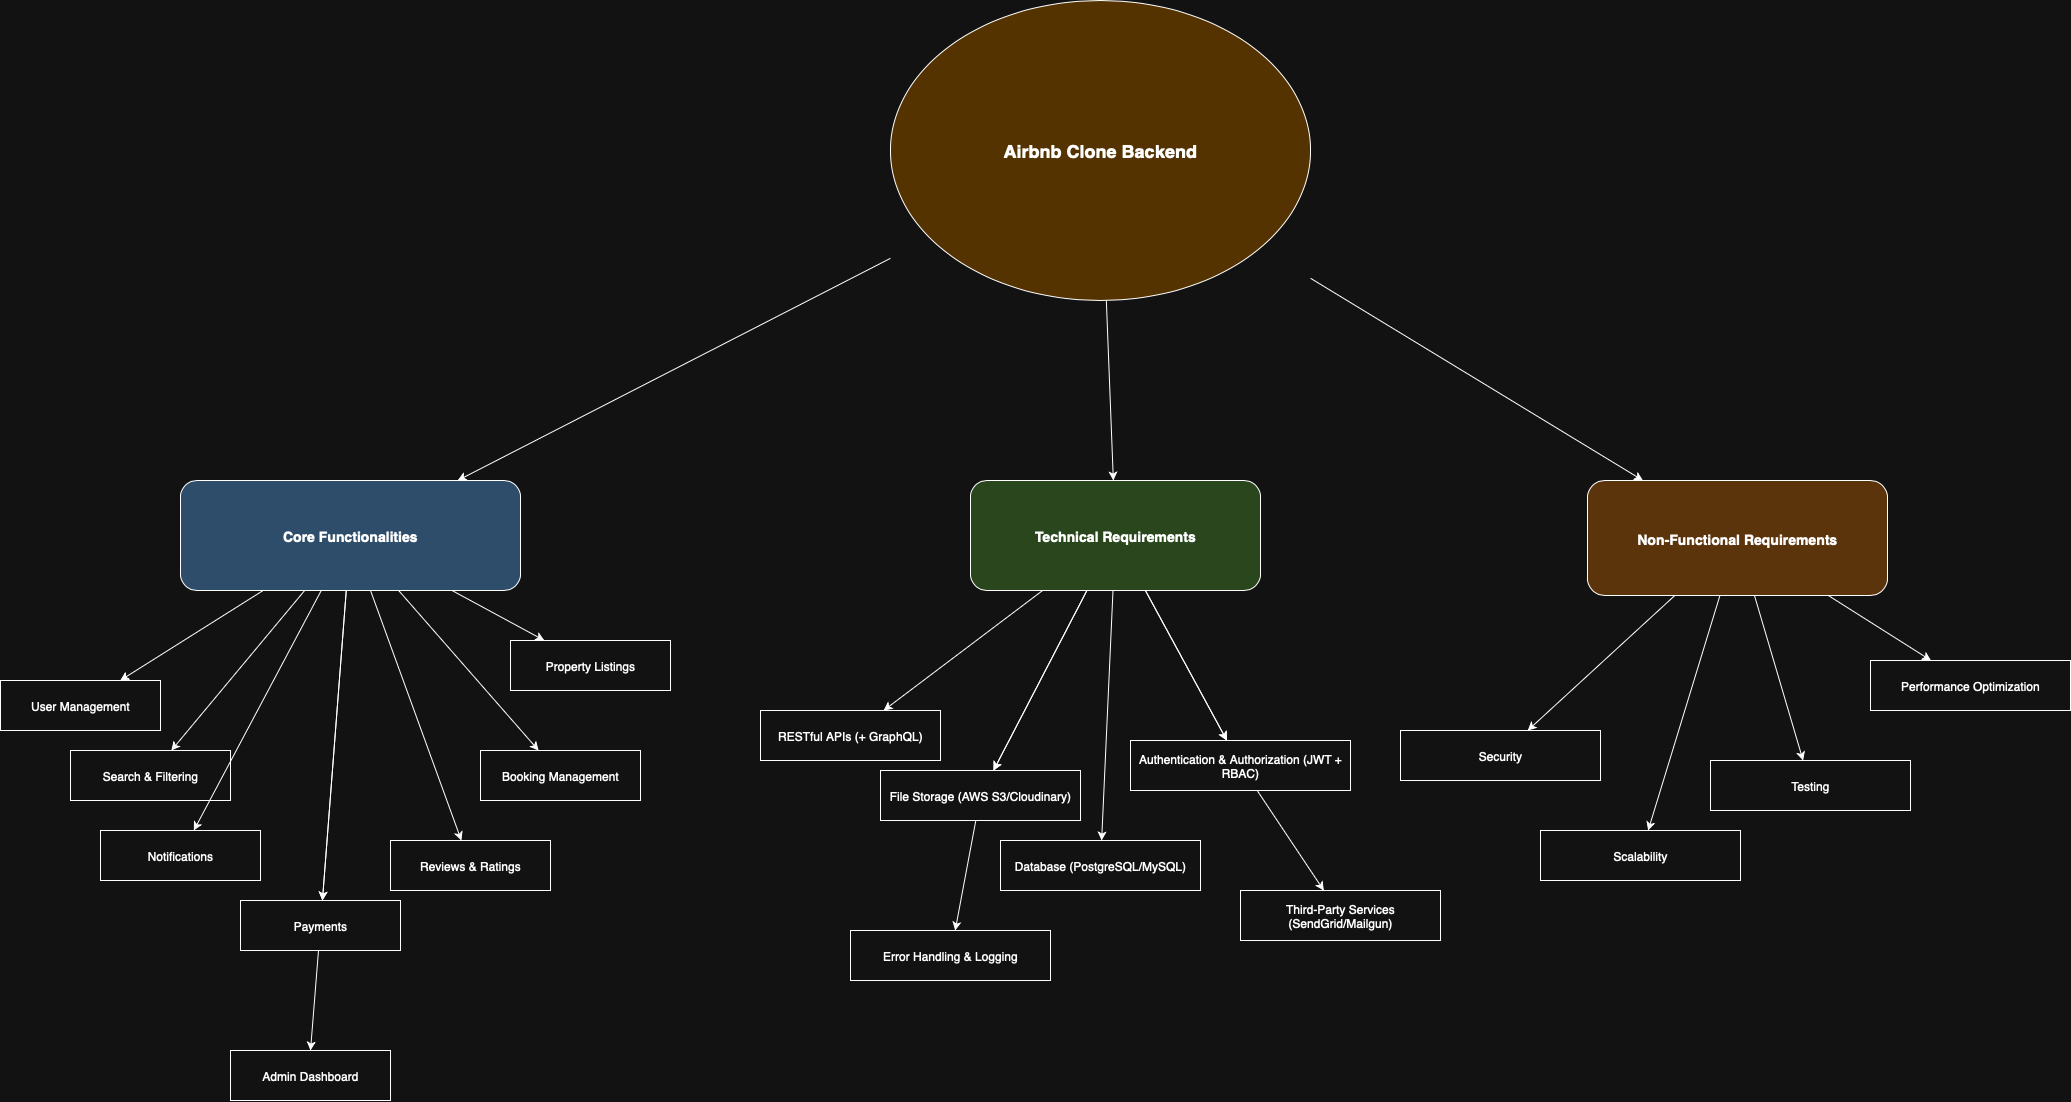 Airbnb Clone Backend
Core Functionalities
Technical Requirements
Non-Functional Requirements
Property Listings
User Management
Search & Filtering
Booking Management
Notifications
Reviews & Ratings
Payments
Admin Dashboard
RESTful APIs (+ GraphQL)
Authentication & Authorization (JWT +
RBAC)
File Storage (AWS S3/Cloudinary)
Database (PostgreSQL/MySQL)
Third-Party Services
(SendGrid/Mailgun)
Error Handling & Logging
Performance Optimization
Security
Testing
Scalability